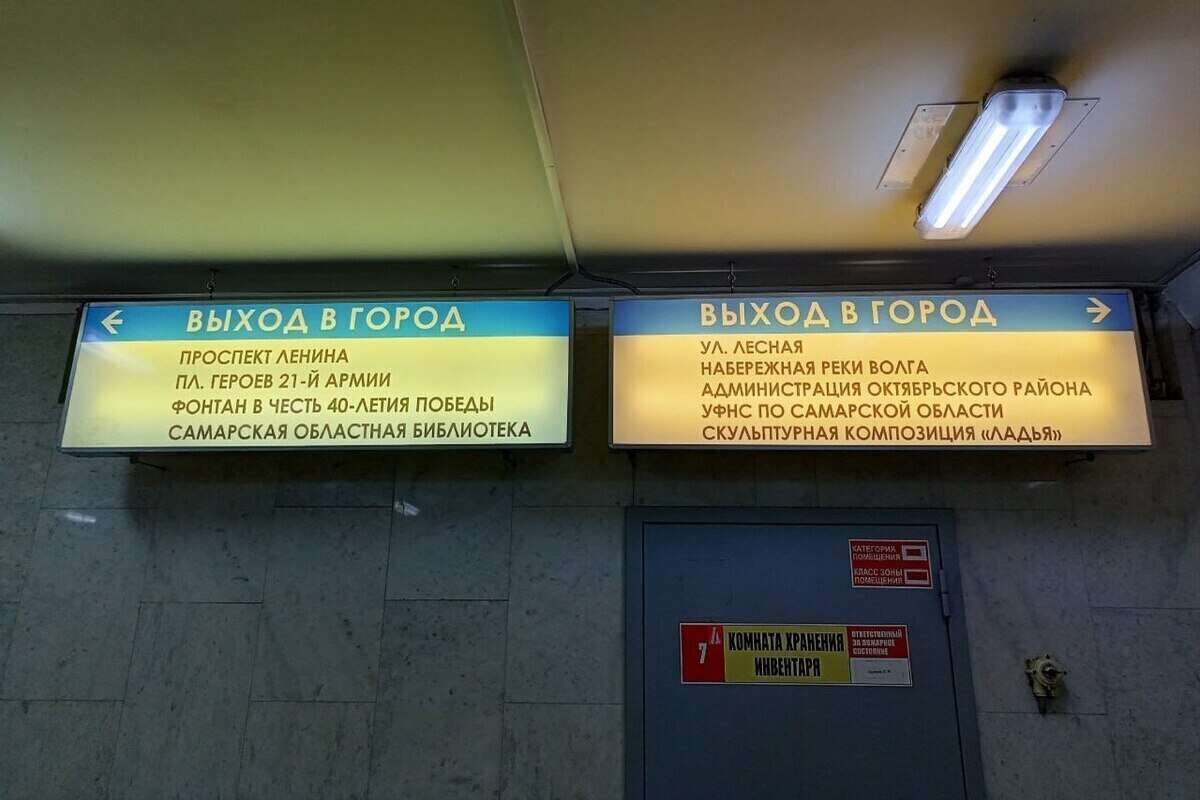 ВЫХОД В ГОРОД
ПРОСПЕКТ ЛЕНИНА
ПЛ. ГЕРОЕВ 21-Й АРМИИ
ФОНТАН В ЧЕСТЬ 40-ЛЕТИЯ ПОБЕДЫ
САМАРСКАЯ ОБЛАСТНАЯ БИБЛИОТЕКА
ВЫХОД В ГОРОД
УЛ. ЛЕСНАЯ
НАБЕРЕЖНАЯ РЕКИ ВОЛГА
АДМИНИСТРАЦИЯ ОКТЯБРЬСКОГО РАЙОНА
УФНС ПО САМАРСКОЙ ОБЛАСТИ
СКУЛЬПТУРНАЯ КОМПОЗИЦИЯ «ЛАДЬЯ»
КАТЕГОРИЯ
ПОМЕЩЕНИЯ
КЛАСС ЗОНЫ
ПОМЕЩЕНИЯ
7/Л
КОМНАТА ХРАНЕНИЯ
ИНВЕНТАРЯ
ОТВЕТСТВЕННЫЙ
ЗА ПОЖАРНОЕ
СОСТОЯНИЕ